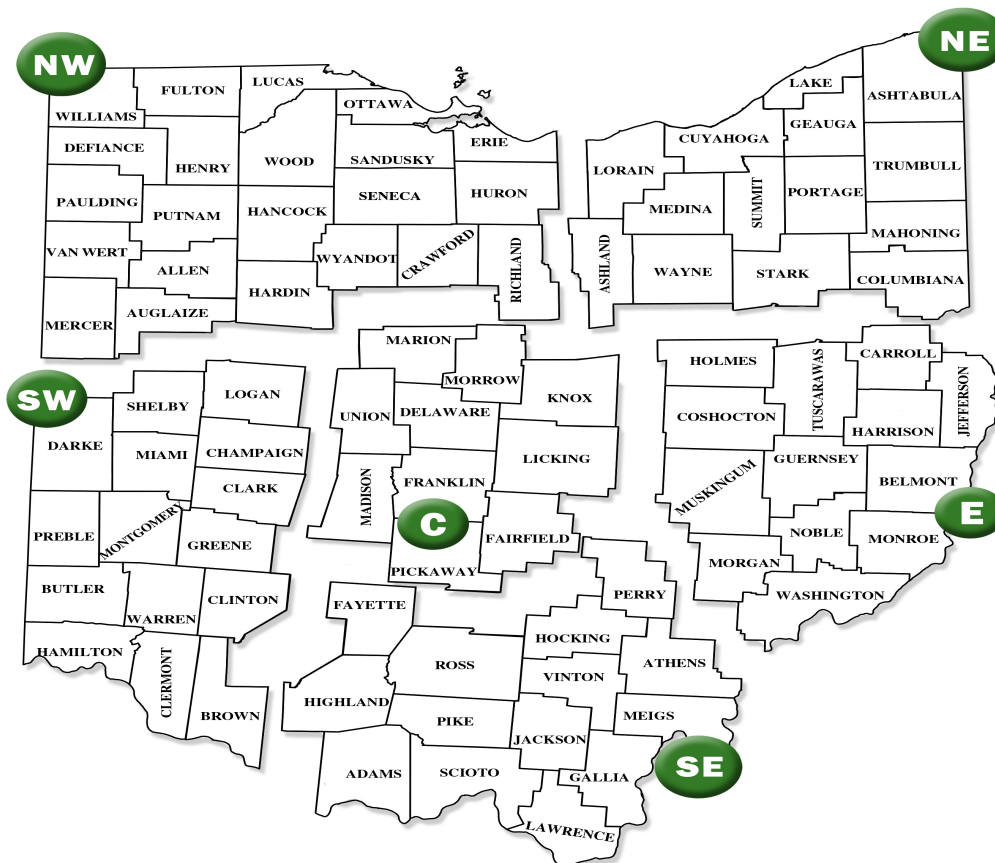 NW
WILLIAMS
FULTON
LUCAS
OTTAWA
DEFIANCE
HENRY
WOOD
SANDUSKY
ERIE
PAULDING
PUTNAM
HANCOCK
SENECA
HURON
VAN WERT
ALLEN
WYANDOT
CRAWFORD
RICHLAND
MERCER
AUGLAIZE
HARDIN
NE
LAKE
ASHTABULA
GEAUGA
CUYAHOGA
LORAIN
TRUMBULL
MEDINA
SUMMIT
PORTAGE
MAHONING
ASHLAND
WAYNE
STARK
COLUMBIANA
SW
SHELBY
LOGAN
DARKE
MIAMI
CHAMPAIGN
CLARK
PREBLE
MONTGOMERY
GREENE
BUTLER
WARREN
CLINTON
HAMILTON
CLERMONT
BROWN
MARION
MORROW
UNION
DELAWARE
KNOX
LICKING
MADISON
FRANKLIN
C
FAIRFIELD
PICKAWAY
HOLMES
TUSCARAWAS
CARROLL
JEFFERSON
COSHOCTON
HARRISON
MUSKINGUM
GUERNSEY
BELMONT
E
NOBLE
MONROE
MORGAN
WASHINGTON
FAYETTE
PERRY
HOCKING
ROSS
ATHENS
VINTON
HIGHLAND
PIKE
MEIGS
JACKSON
SE
ADAMS
SCIOTO
GALLIA
LAWRENCE